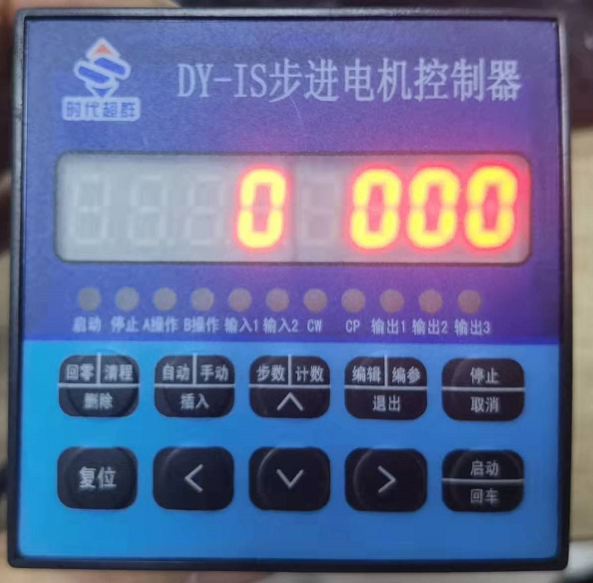 DY-IS步进电机控制器
时代超群
0 000
启动 停止 A操作 B操作 输入1 输入2 CW CP 输出1 输出2 输出3
回零 清程 自动 手动 步数 计数 编辑 编参 停止
删除 插入 退出 取消
复位 启动
回车